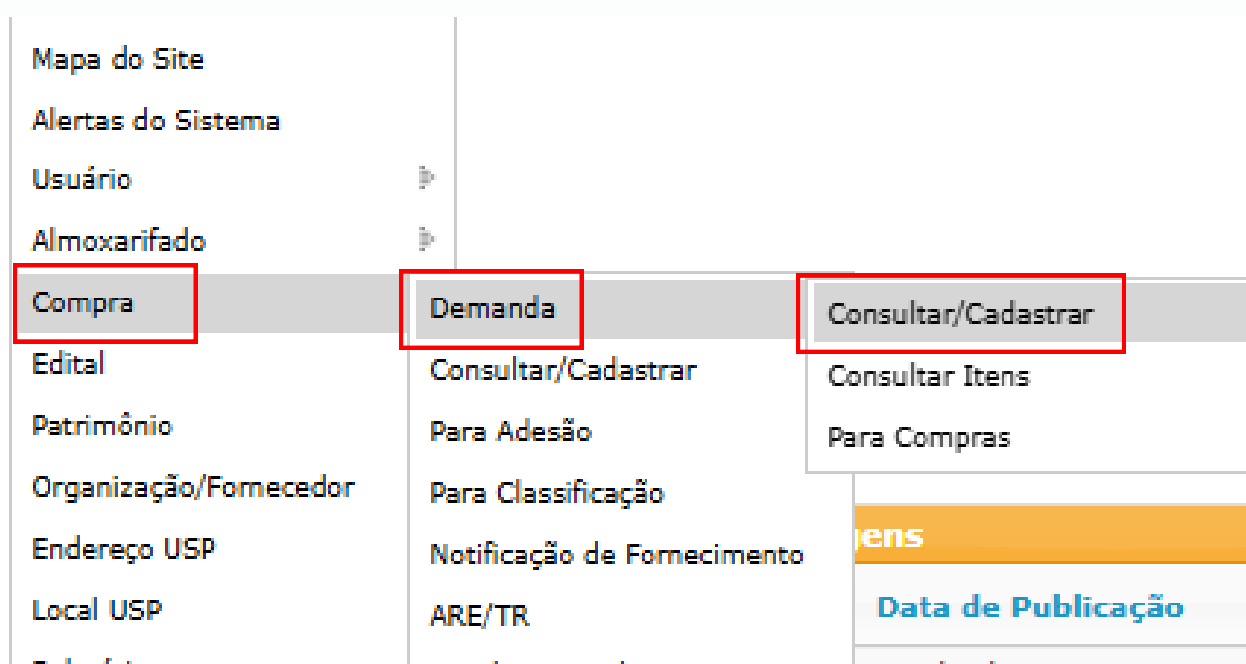 Mapa do Site
Alertas do Sistema
Usuário
Almoxarifado
Compra
Edital
Patrimônio
Organização/Fornecedor
Endereço USP
Local USP
Demanda
Consultar/Cadastrar
Para Adesão
Para Classificação
Notificação de Fornecimento
ARE/TR
Consultar/Cadastrar
Consultar Itens
Para Compras
gens
Data de Publicação